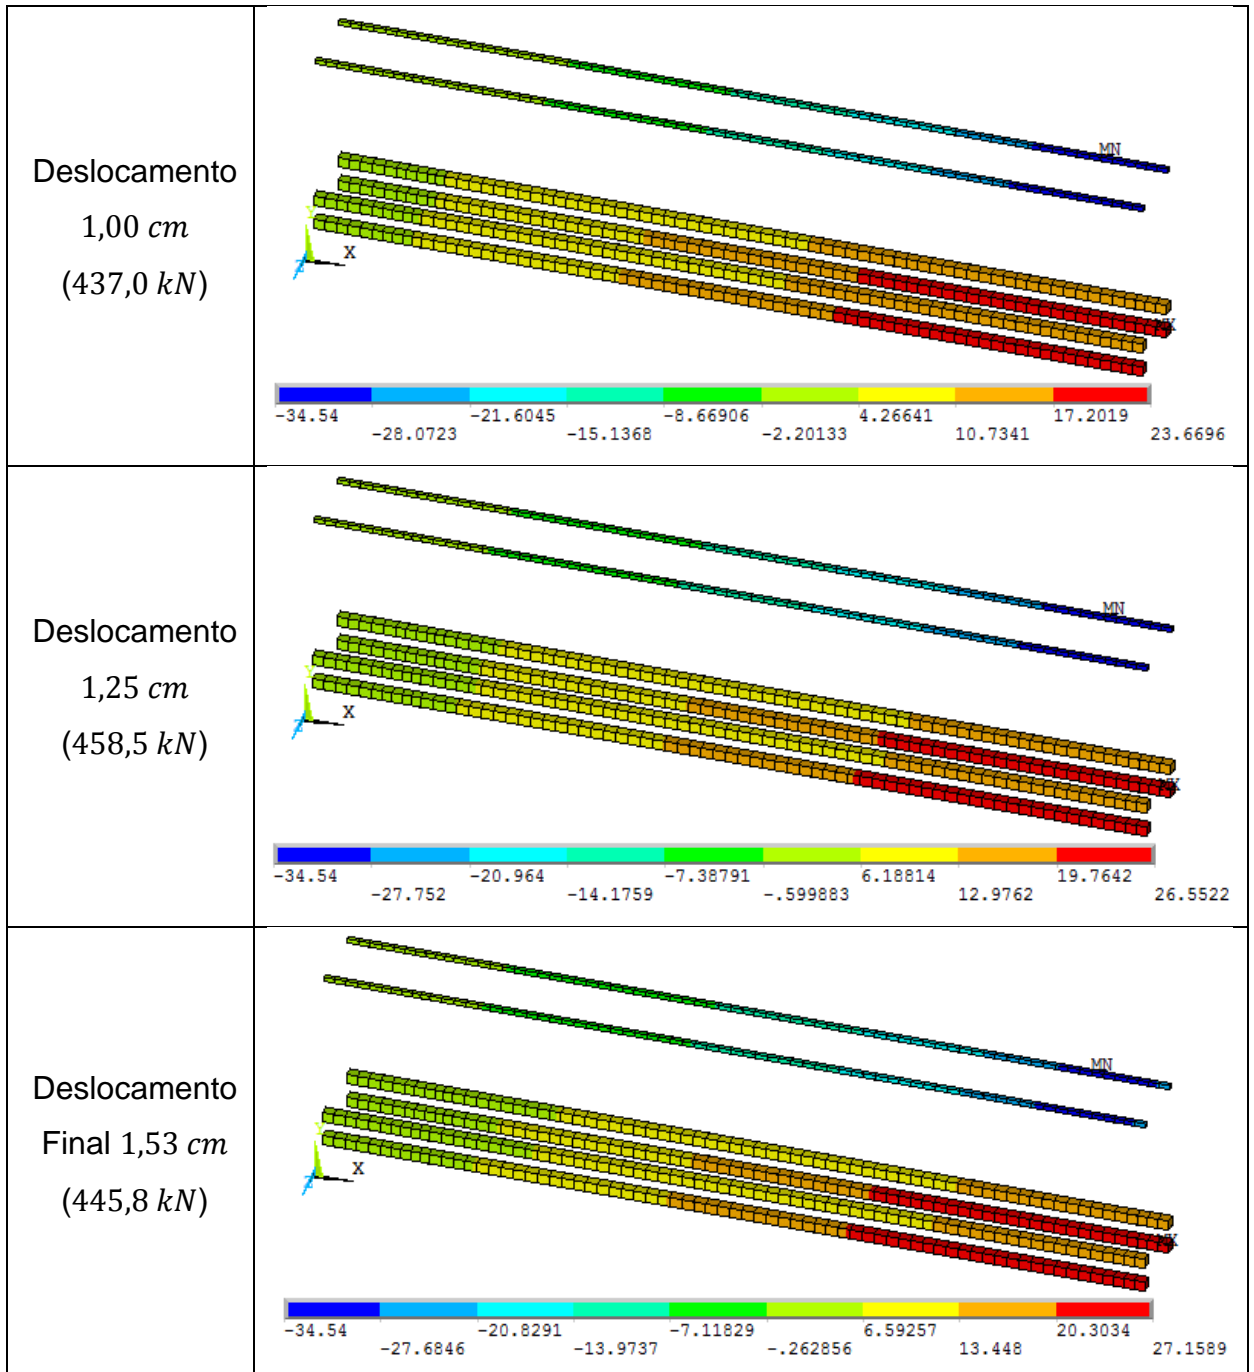 Deslocamento
1,00 cm
(437,0 kN)
MN
Y
Z
X
MX
-34.54 -21.6045 -8.66906 4.26641 17.2019
-28.0723 -15.1368 -2.20133 10.7341 23.6696
Deslocamento
1,25 cm
(458,5 kN)
MN
Y
Z
X
MX
-34.54 -20.964 -7.38791 6.18814 19.7642
-27.752 -14.1759 -.599883 12.9762 26.5522
Deslocamento
Final 1,53 cm
(445,8 kN)
MN
Y
Z
X
MX
-34.54 -20.8291 -7.11829 6.59257 20.3034
-27.6846 -13.9737 -.262856 13.448 27.1589